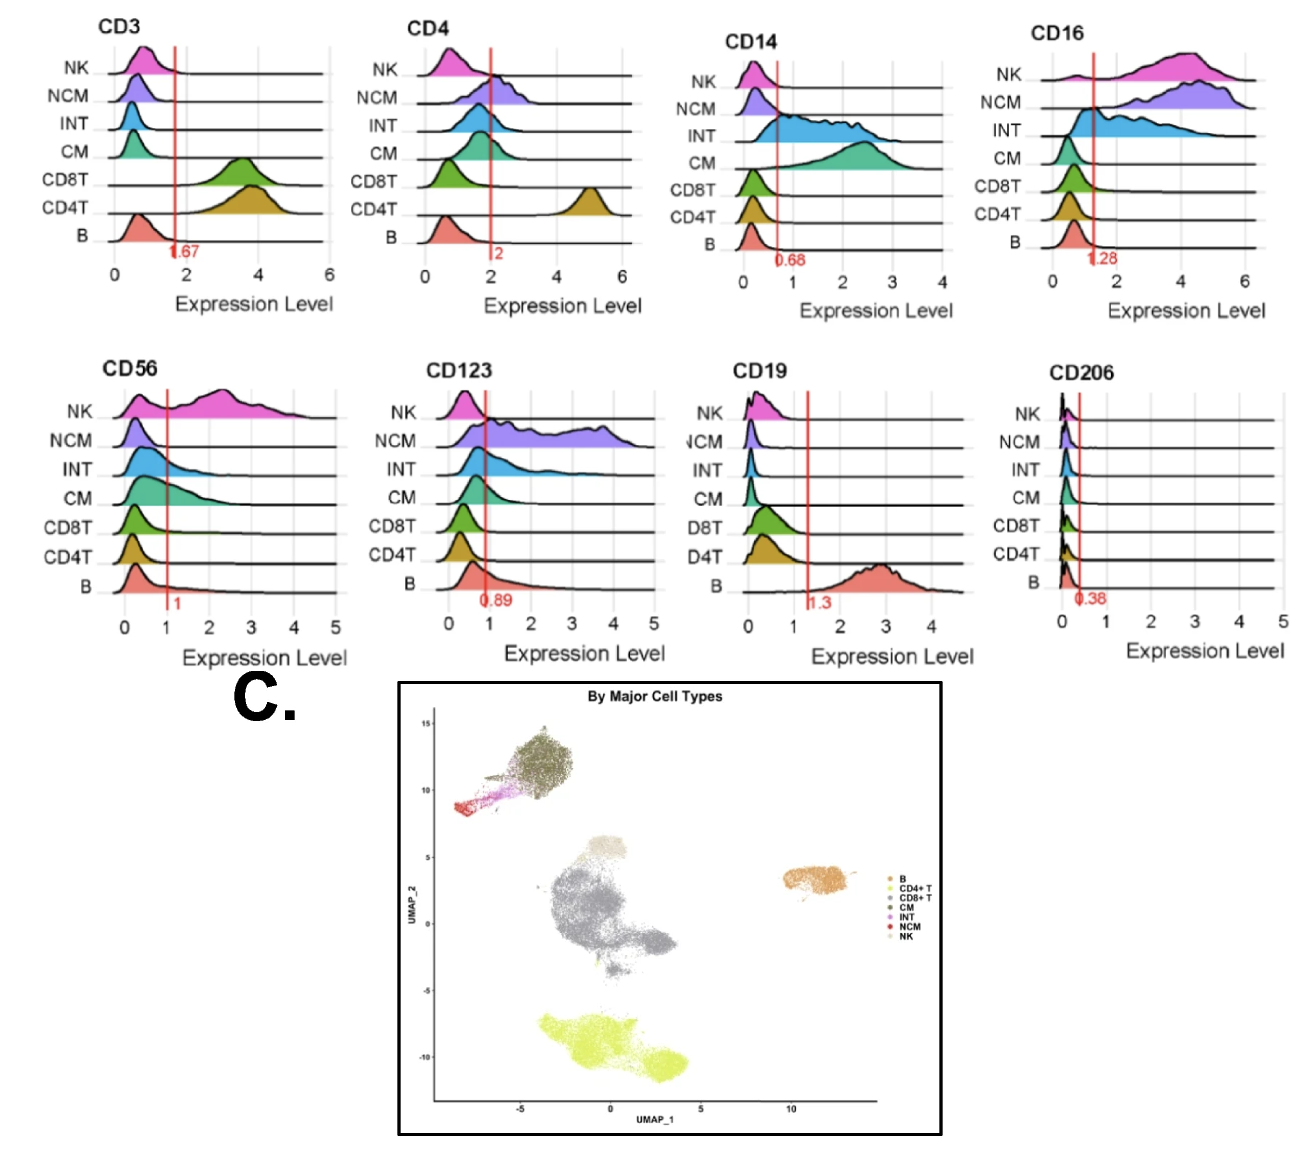 CD3
NK
NCM
INT
CM
CD8T
CD4T
B
1.67
0 2 4 6
Expression Level
CD4
NK
NCM
INT
CM
CD8T
CD4T
B
2
0 2 4 6
Expression Level
CD14
NK
NCM
INT
CM
CD8T
CD4T
B
0.68
0 1 2 3 4
Expression Level
CD16
NK
NCM
INT
CM
CD8T
CD4T
B
1.28
0 2 4 6
Expression Level
CD56
NK
NCM
INT
CM
CD8T
CD4T
B
1
0 1 2 3 4 5
Expression Level
CD123
NK
NCM
INT
CM
CD8T
CD4T
B
0.89
0 1 2 3 4 5
Expression Level
CD19
NK
NCM
INT
CM
D8T
D4T
B
1.3
0 1 2 3 4
Expression Level
CD206
NK
NCM
INT
CM
CD8T
CD4T
B
0.38
0 1 2 3 4 5
Expression Level
C.
By Major Cell Types
15
10
5
0
-5
-10
UMAP_2
-5 0 5 10
UMAP_1
B
CD4+ T
CD8+ T
CM
INT
NCM
NK